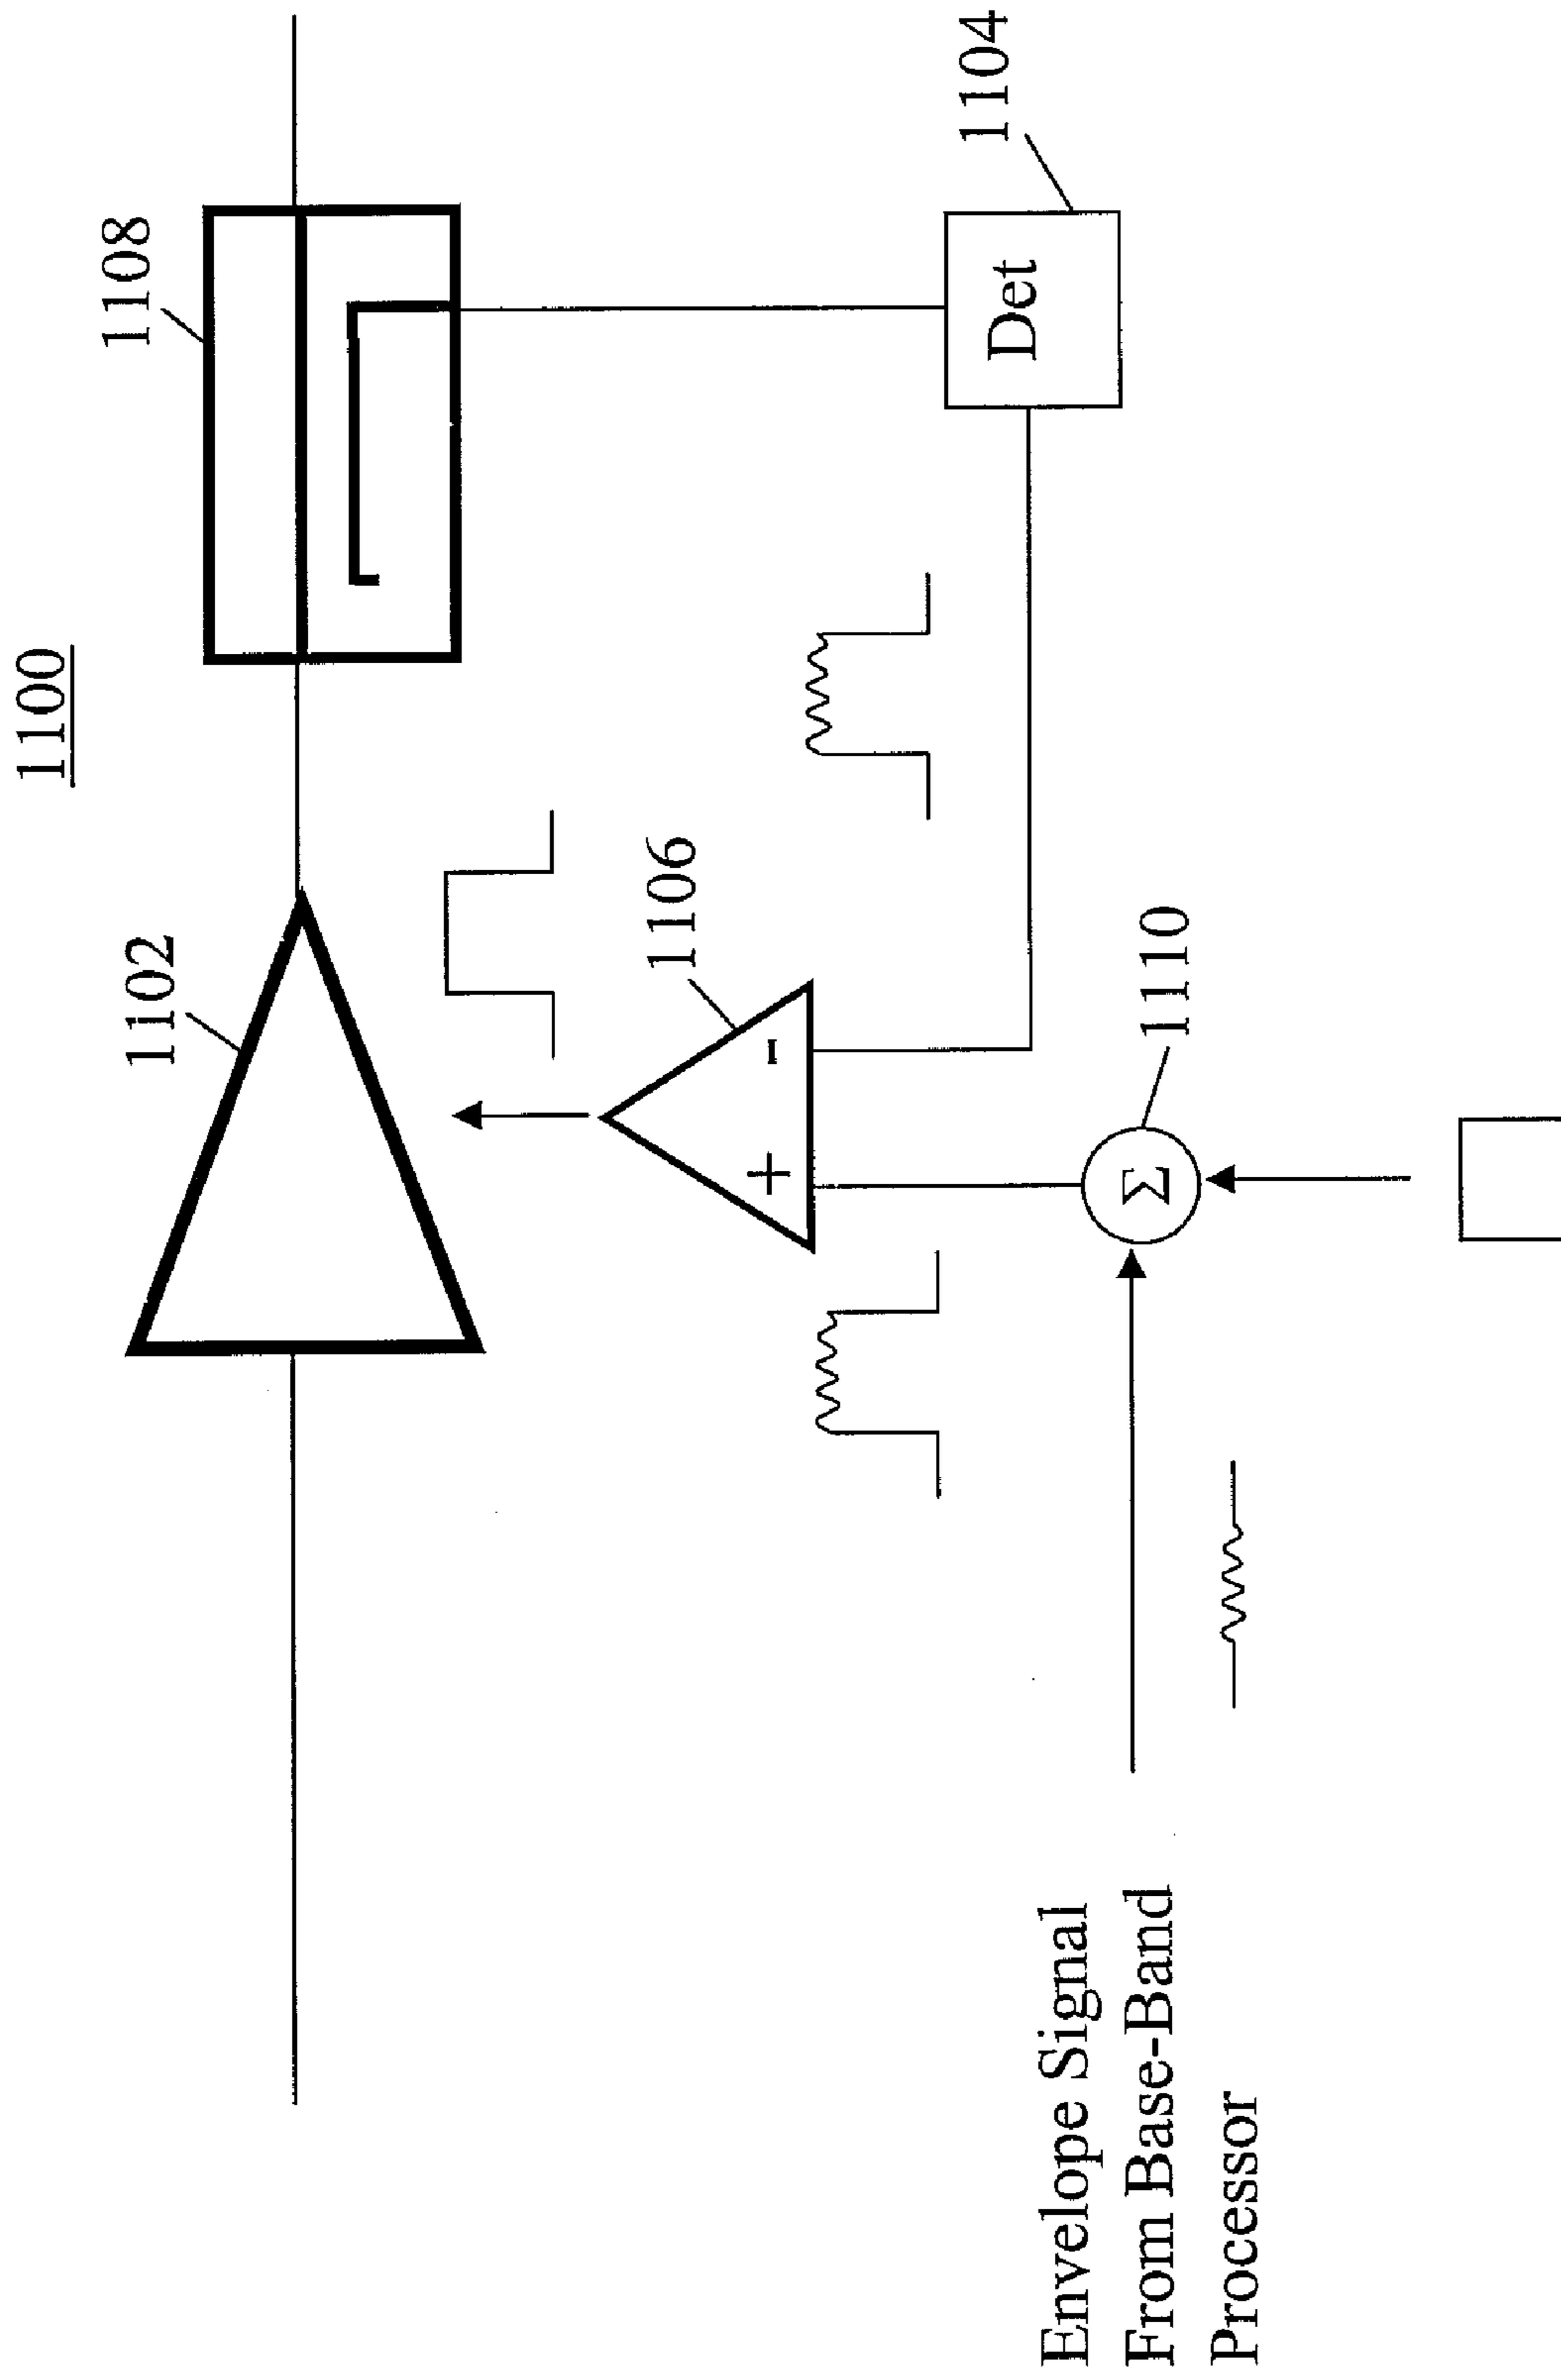 1100
1102
1108
1106
+
-
Det
1104
Σ
1110
Envelope Signal
From Base-Band
Processor